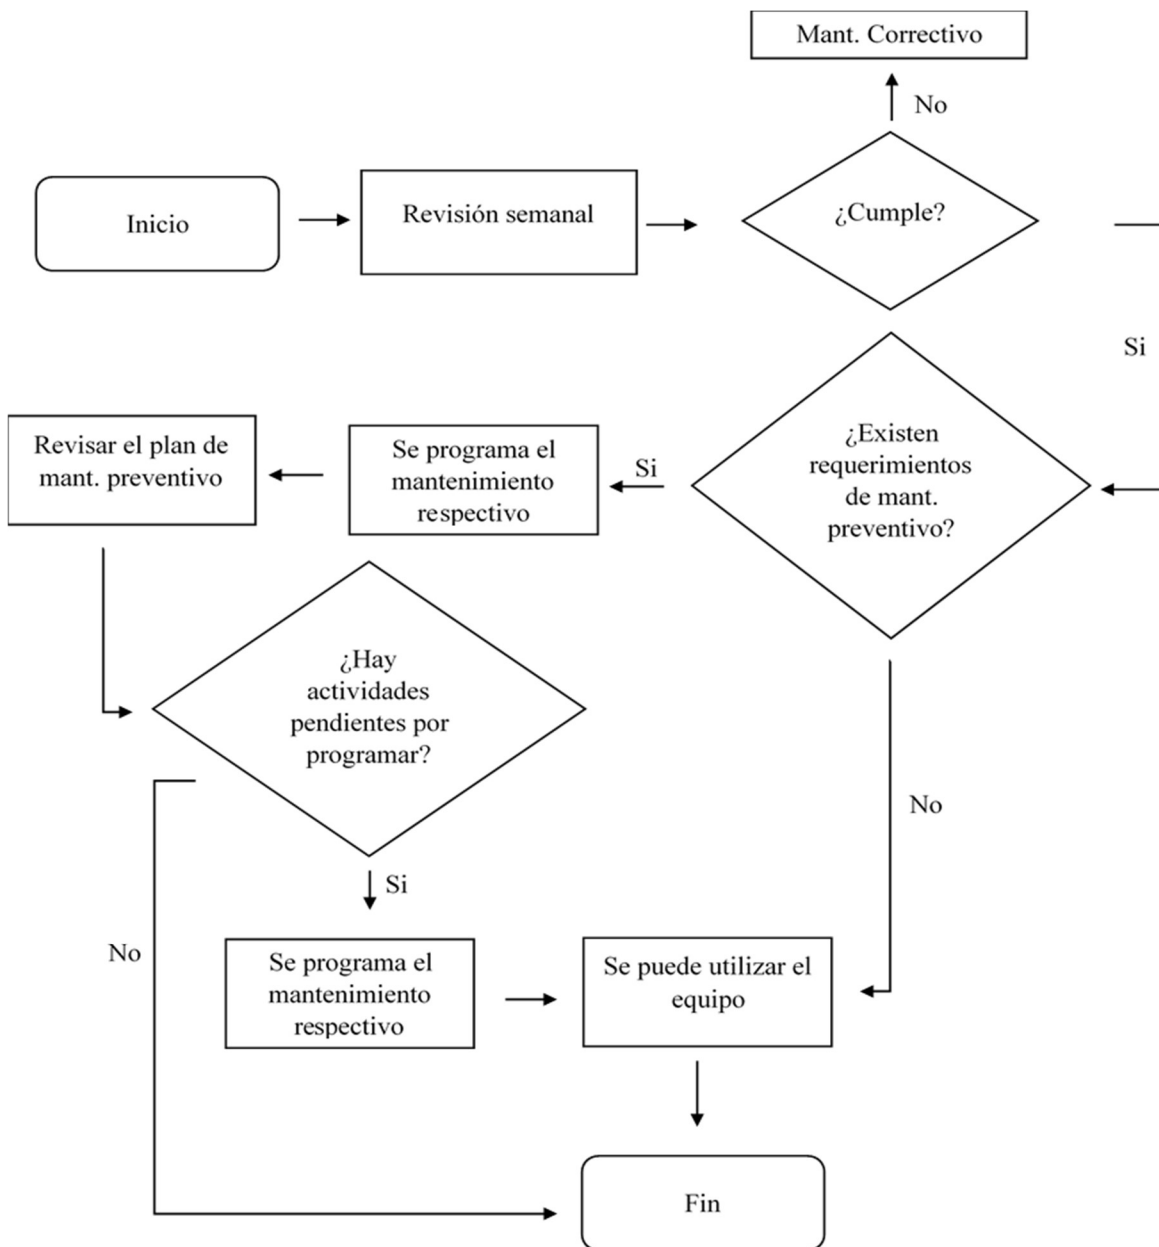 Mant. Correctivo
No
Inicio
Revisión semanal
¿Cumple?
Si
¿Existen
requerimientos
de mant.
preventivo?
Si
Se programa el
mantenimiento
respectivo
Revisar el plan de
mant. preventivo
¿Hay
actividades
pendientes por
programar?
No
Si
No
Se programa el
mantenimiento
respectivo
Se puede utilizar el
equipo
Fin